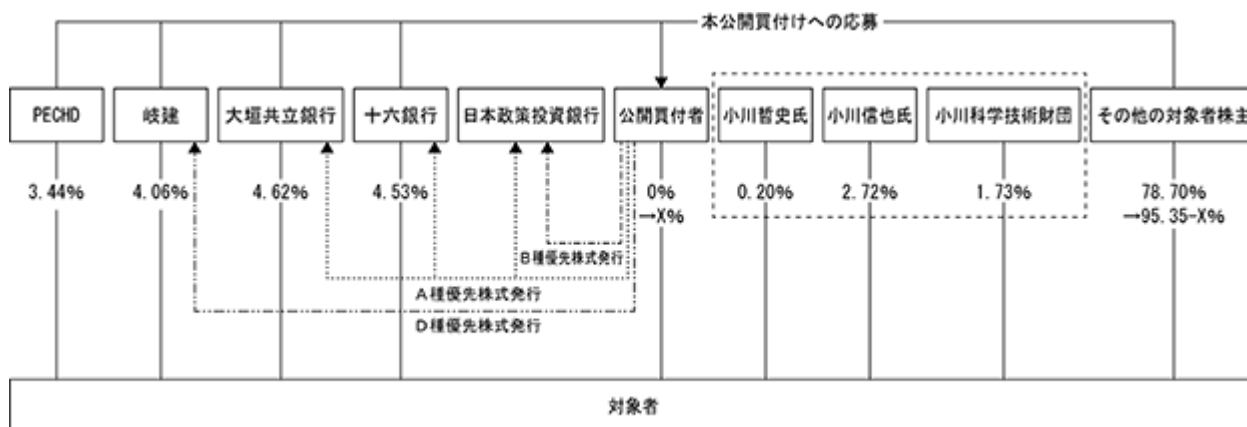 本公開買付けへの応募
PECHD
岐建
大垣共立銀行
十六銀行
日本政策投資銀行
公開買付者
小川哲史氏
小川信也氏
小川科学技術財団
その他の対象者株主
3.44%
4.06%
4.62%
4.53%
0%
→X%
0.20%
2.72%
1.73%
78.70%
→95.35-X%
B種優先株式発行
A種優先株式発行
D種優先株式発行
対象者